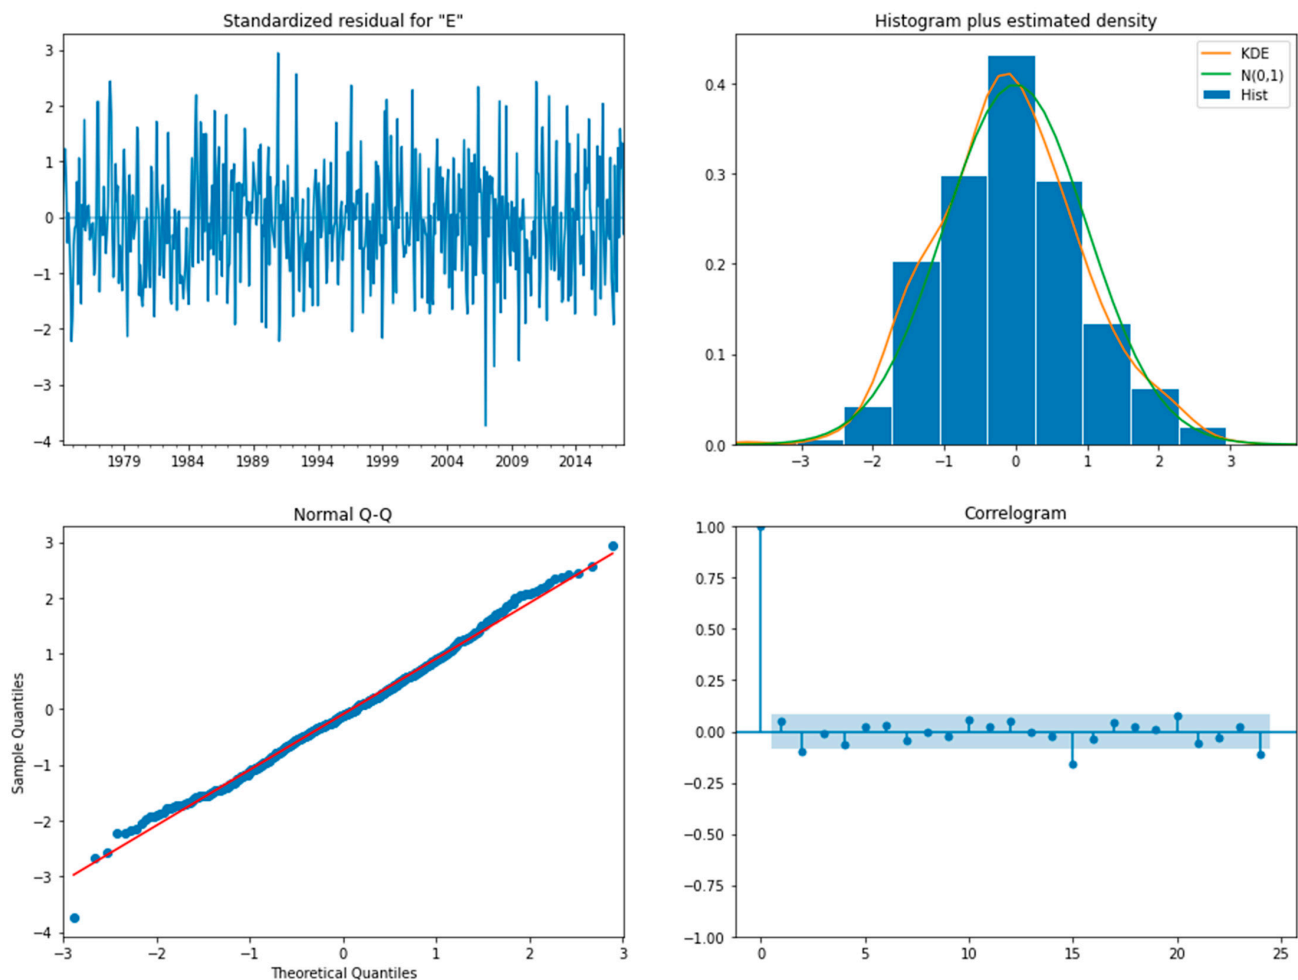 Standardized residual for "E"
3
2
1
0
−1
−2
−3
−4
1979 1984 1989 1994 1999 2004 2009 2014
Histogram plus estimated density
KDE
N(0,1)
Hist
0.4
0.3
0.2
0.1
0.0
−3 −2 −1 0 1 2 3
Normal Q-Q
Sample Quantiles
3
2
1
0
−1
−2
−3
−4
−3 −2 −1 0 1 2 3
Theoretical Quantiles
Correlogram
1.00
0.75
0.50
0.25
0.00
−0.25
−0.50
−0.75
−1.00
0 5 10 15 20 25